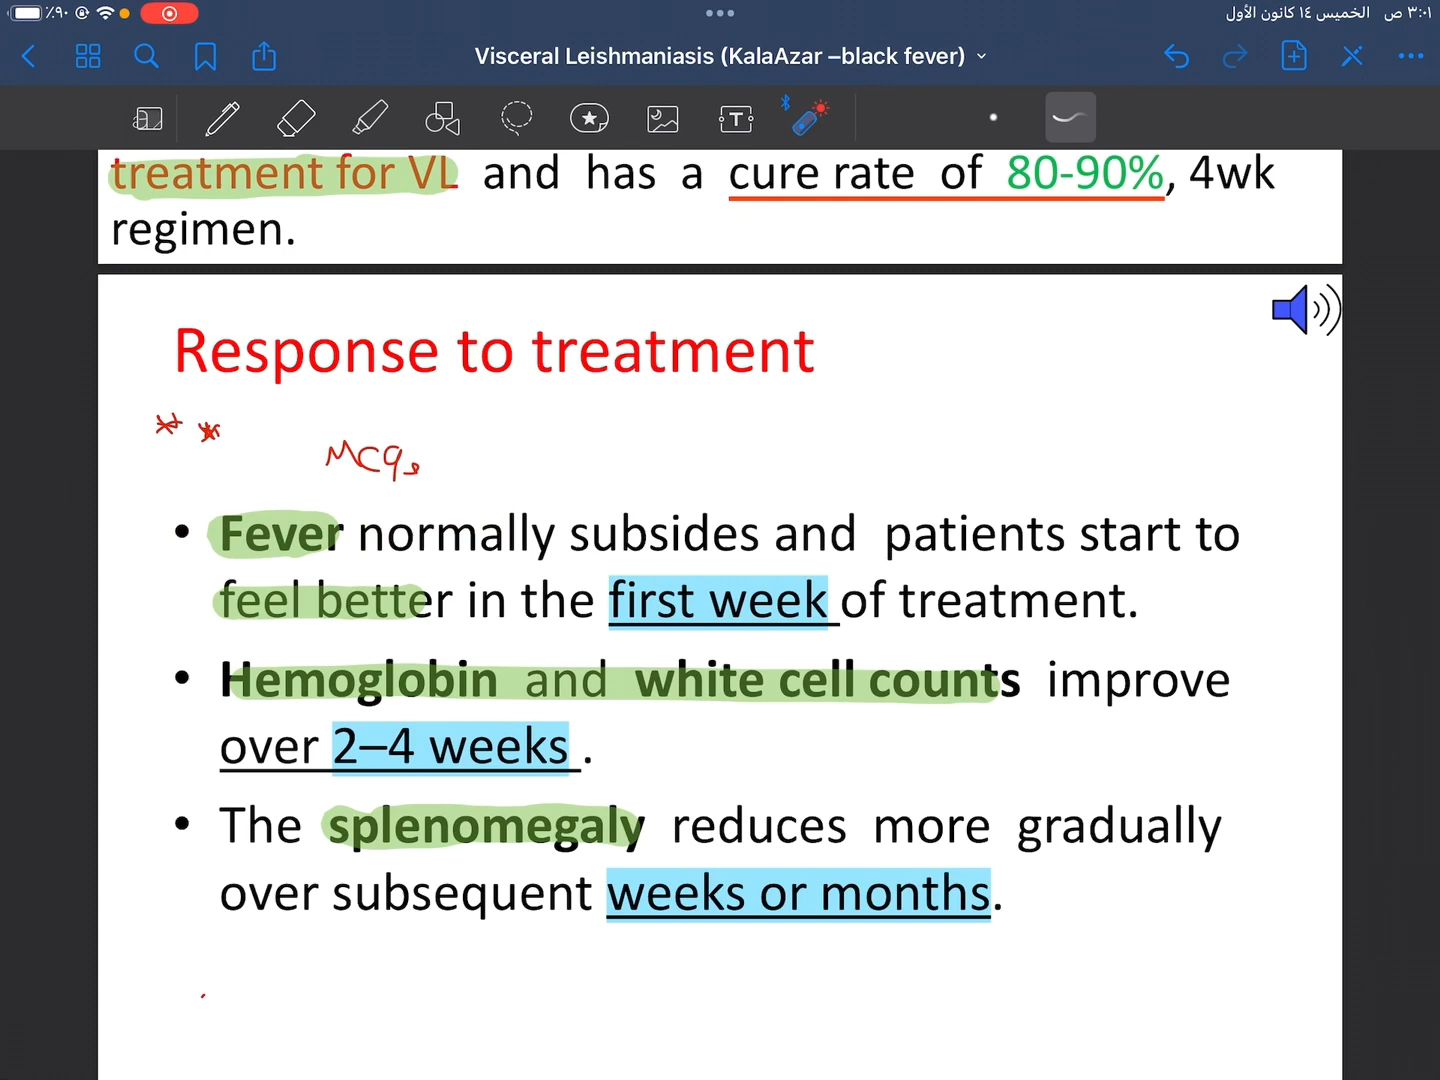 ٪٩٠
الخميس ١٤ كانون الأول ٣:٠١ ص
Visceral Leishmaniasis (KalaAzar –black fever)
treatment for VL and has a cure rate of 80-90%, 4wk
regimen.
Response to treatment
* *
MCQs
• Fever normally subsides and patients start to
feel better in the first week of treatment.
• Hemoglobin and white cell counts improve
over 2–4 weeks .
• The splenomegaly reduces more gradually
over subsequent weeks or months.